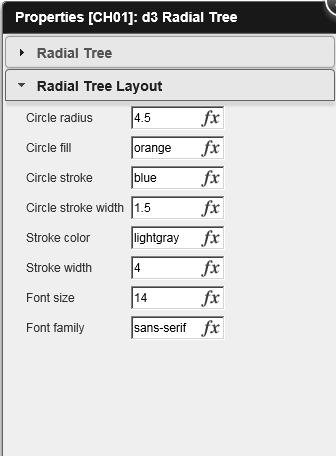 Properties [CH01]: d3 Radial Tree
Radial Tree
Radial Tree Layout
Circle radius 4.5 fx
Circle fill orange fx
Circle stroke blue fx
Circle stroke width 1.5 fx
Stroke color lightgray fx
Stroke width 4 fx
Font size 14 fx
Font family sans-serif fx